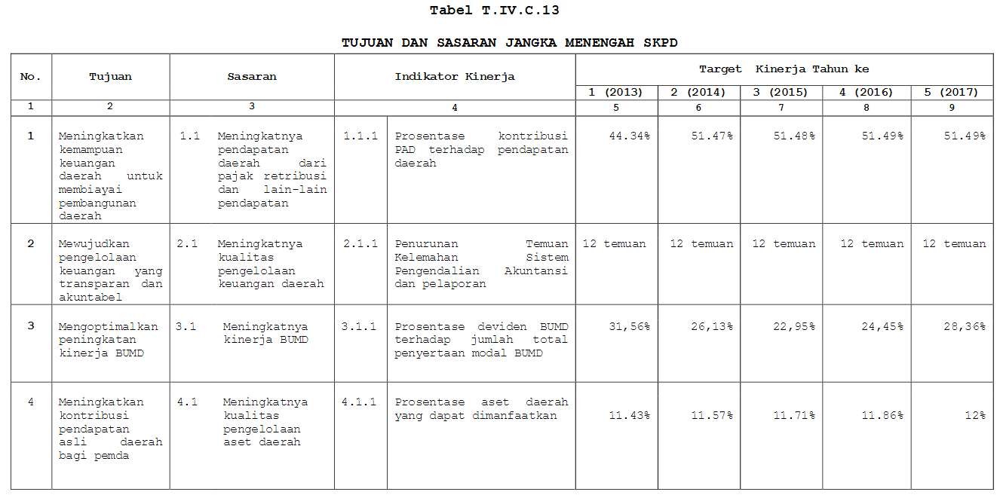 Tabel T.IV.C.13
TUJUAN DAN SASARAN JANGKA MENENGAH SKPD
No.
Tujuan
Sasaran
Indikator Kinerja
Target Kinerja Tahun ke
1 (2013)
2 (2014)
3 (2015)
4 (2016)
5 (2017)
1
2
3
4
5
6
7
8
9
1
Meningkatkan
kemampuan
keuangan
daerah untuk
membiayai
pembangunan
daerah
1.1
Meningkatnya
pendapatan
daerah dari
pajak retribusi
dan lain-lain
pendapatan
1.1.1
Prosentase kontribusi
PAD terhadap pendapatan
daerah
44.34%
51.47%
51.48%
51.49%
51.49%
2
Mewujudkan
pengelolaan
keuangan yang
transparan dan
akuntabel
2.1
Meningkatnya
kualitas
pengelolaan
keuangan daerah
2.1.1
Penurunan Temuan
Kelemahan Sistem
Pengendalian Akuntansi
dan pelaporan
12 temuan
12 temuan
12 temuan
12 temuan
12 temuan
3
Mengoptimalkan
peningkatan
kinerja BUMD
3.1
Meningkatnya
kinerja BUMD
3.1.1
Prosentase deviden BUMD
terhadap jumlah total
penyertaan modal BUMD
31,56%
26,13%
22,95%
24,45%
28,36%
4
Meningkatkan
kontribusi
pendapatan
asli daerah
bagi pemda
4.1
Meningkatnya
kualitas
pengelolaan
aset daerah
4.1.1
Prosentase aset daerah
yang dapat dimanfaatkan
11.43%
11.57%
11.71%
11.86%
12%